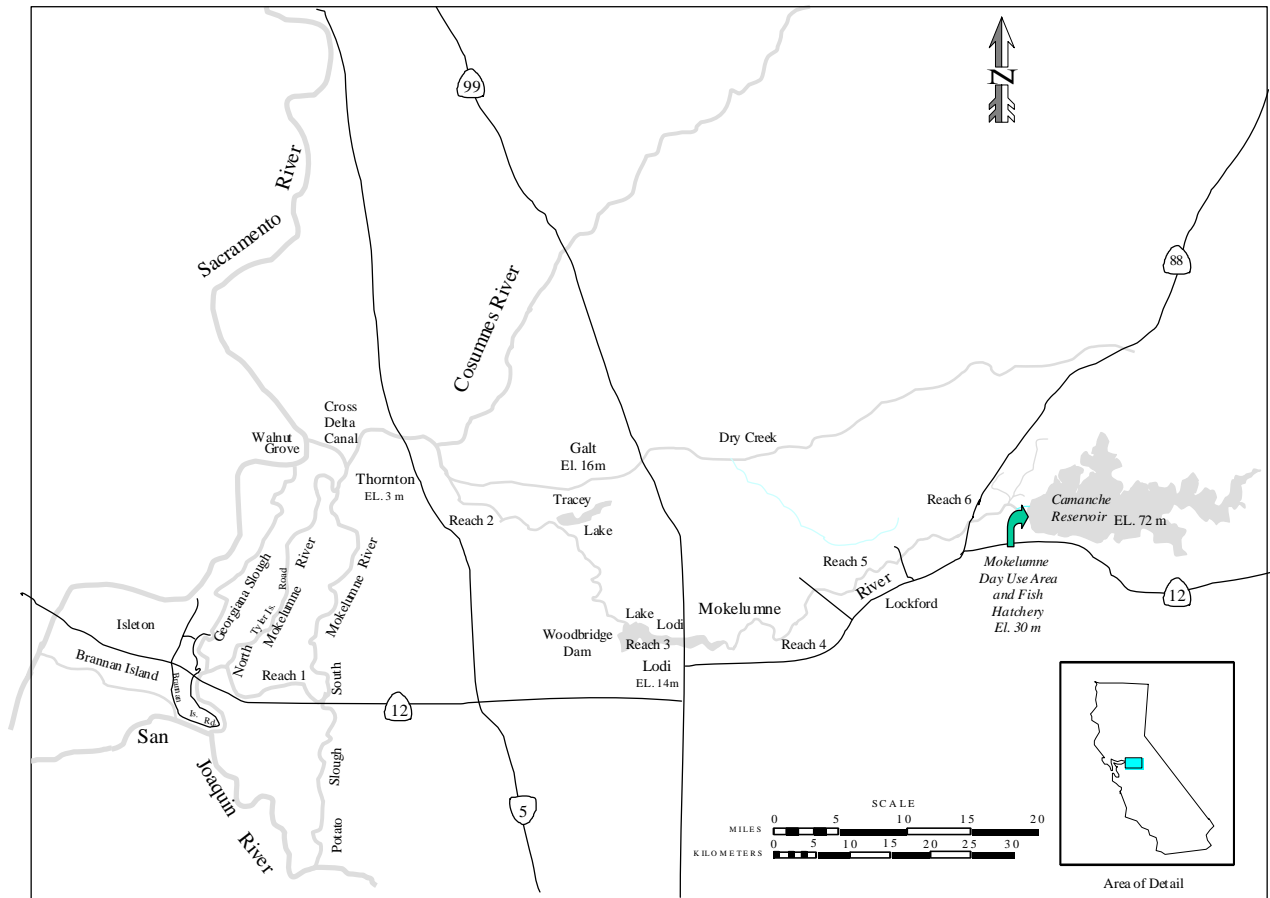 99
N
Sacramento
River
88
Cosumnes River
Cross
Delta
Canal
Walnut
Grove
Galt
El. 16m
Dry Creek
Thornton
EL. 3 m
Tracey
Lake
Reach 2
Reach 6
Camanche
Reservoir
EL. 72 m
Georgiana Slough
Tyler Is. Road
North Mokelumne River
South Mokelumne River
Reach 5
River
Lockford
Mokelumne
Day Use Area
and Fish
Hatchery
El. 30 m
12
Isleton
Lake
Lodi
Mokelumne
Woodbridge
Dam
Reach 3
Reach 4
Lodi
EL. 14m
Brannan Island
Brannan Is. Rd
Reach 1
12
San
Joaquin
River
Potato Slough
5
SCALE
MILES
0 5 10 15 20
KILOMETERS
0 5 10 15 20 25 30
Area of Detail